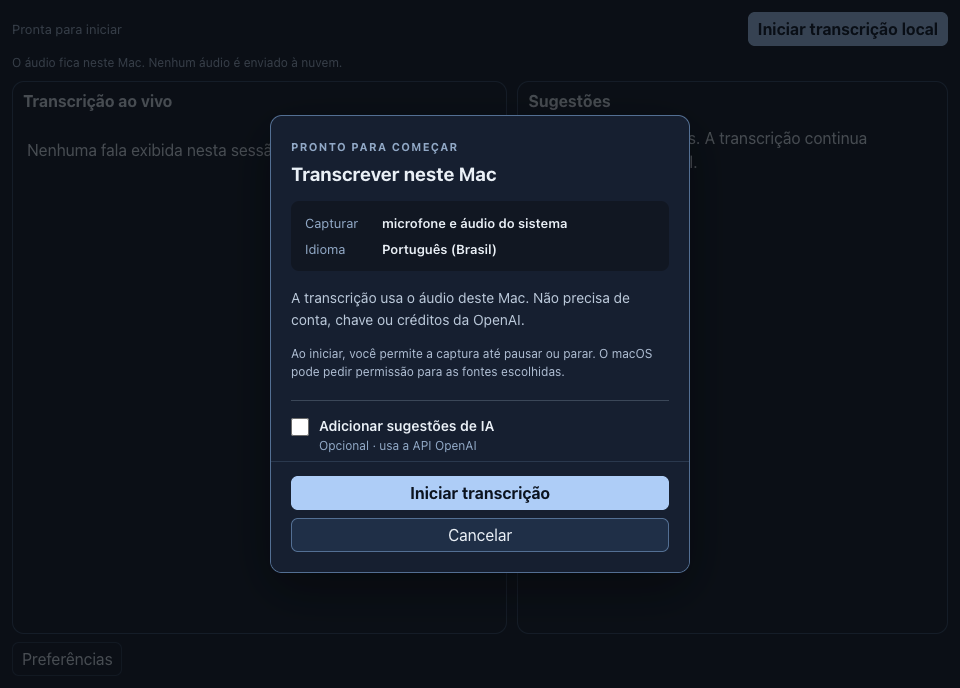 Pronta para iniciar
Iniciar transcrição local
O áudio fica neste Mac. Nenhum áudio é enviado à nuvem.
Transcrição ao vivo
Sugestões
Nenhuma fala exibida nesta
s. A transcrição continua
PRONTO PARA COMEÇAR
Transcrever neste Mac
Capturar microfone e áudio do sistema
Idioma Português (Brasil)
A transcrição usa o áudio deste Mac. Não precisa de
conta, chave ou créditos da OpenAI.
Ao iniciar, você permite a captura até pausar ou parar. O macOS
pode pedir permissão para as fontes escolhidas.
Adicionar sugestões de IA
Opcional · usa a API OpenAI
Iniciar transcrição
Cancelar
Preferências